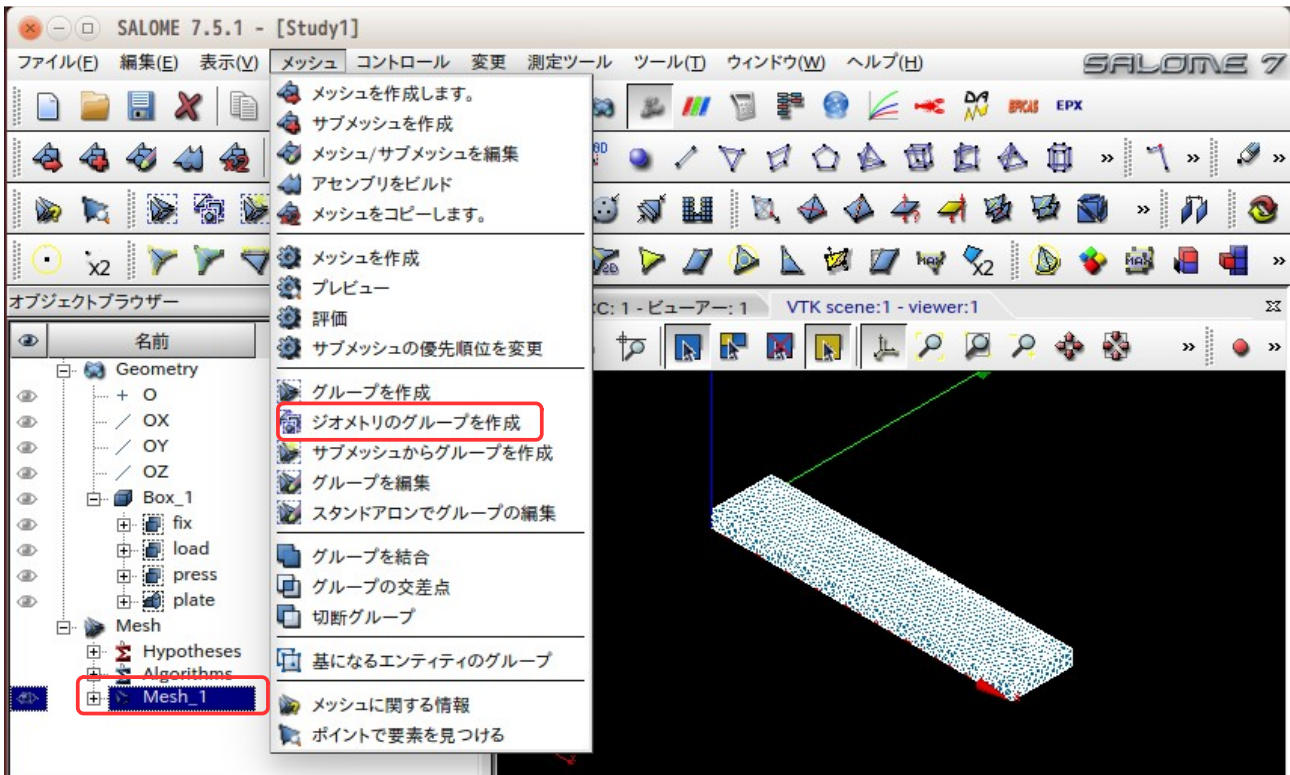 SALOME 7.5.1 - [Study1]
ファイル(F) 編集(E) 表示(V) メッシュ コントロール 変更 測定ツール ツール(T) ウィンドウ(W) ヘルプ(H) SALOME 7
メッシュを作成します。
サブメッシュを作成
メッシュ/サブメッシュを編集
アセンブリをビルド
メッシュをコピーします。
メッシュを作成
プレビュー
評価
サブメッシュの優先順位を変更
グループを作成
ジオメトリのグループを作成
サブメッシュからグループを作成
グループを編集
スタンドアロンでグループの編集
グループを結合
グループの交差点
切断グループ
基になるエンティティのグループ
メッシュに関する情報
ポイントで要素を見つける
EPX
0D
x2
x2
2D
MAX
x2
MAX
オブジェクトブラウザー
CC: 1 - ビューアー: 1
VTK scene:1 - viewer:1
名前
Geometry
O
OX
OY
OZ
Box_1
fix
load
press
plate
Mesh
Hypotheses
Algorithms
Mesh_1